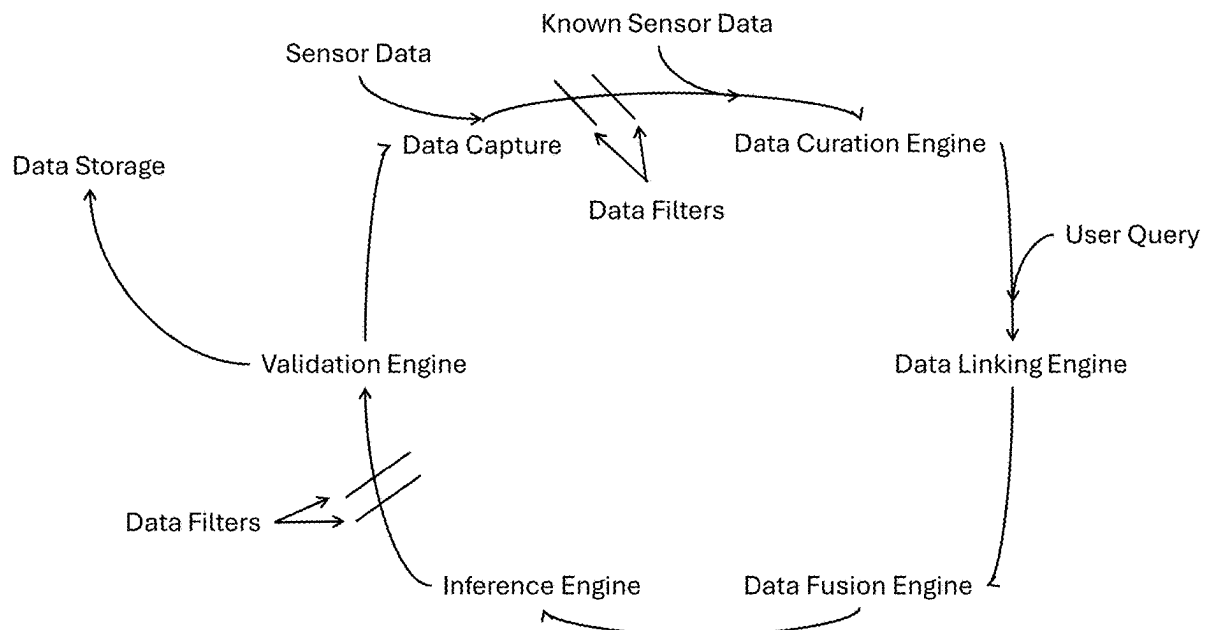 Known Sensor Data
Sensor Data
Data Capture
Data Curation Engine
Data Storage
Data Filters
User Query
Validation Engine
Data Linking Engine
Data Filters
Inference Engine
Data Fusion Engine